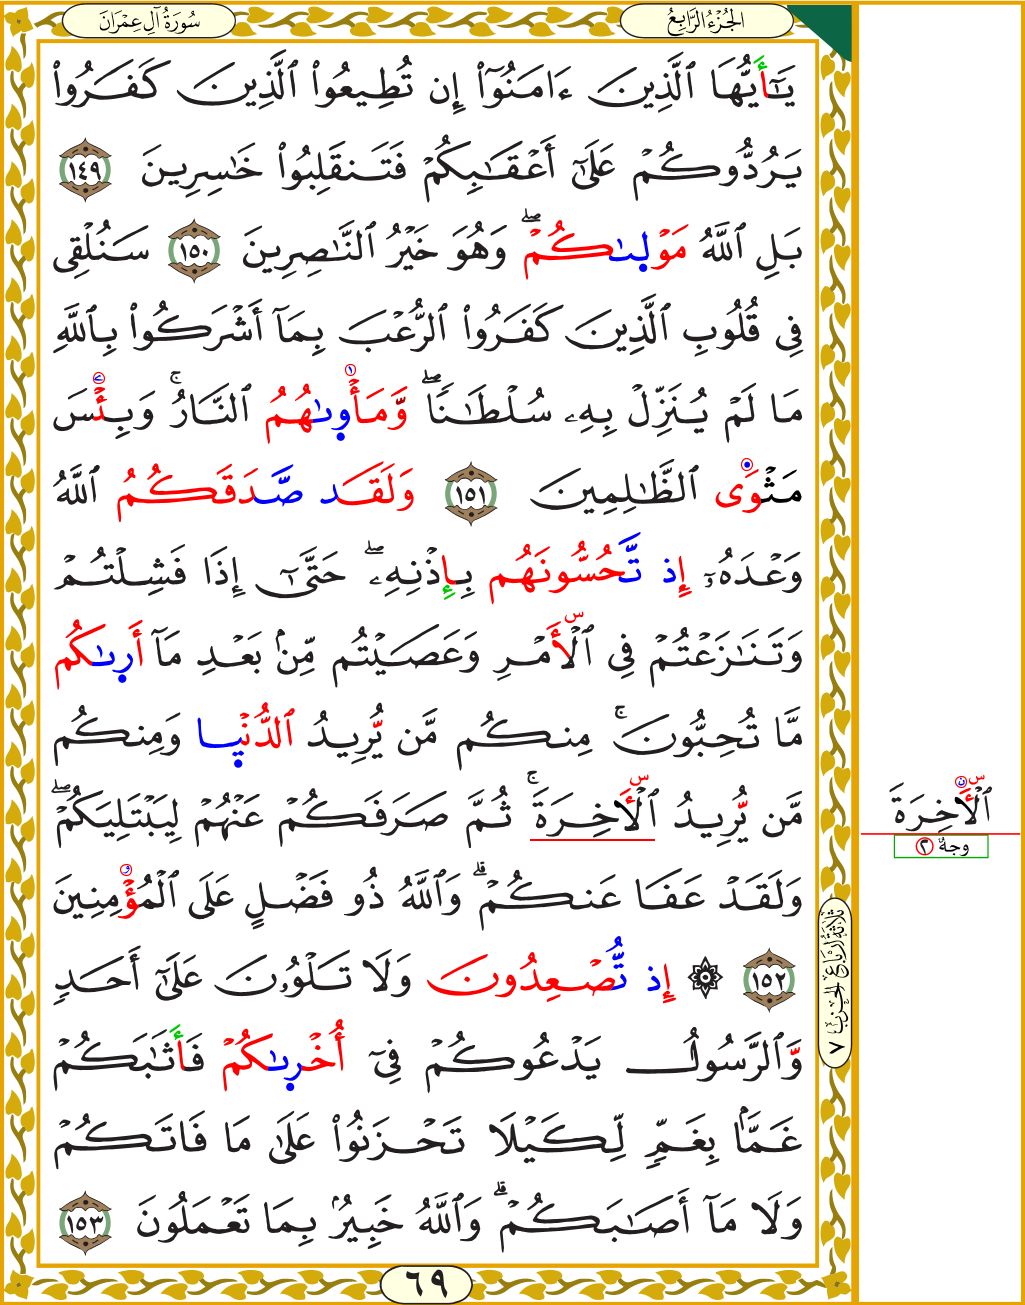 سُورَةُ آلِ عِمْرَانَ
الجُزْءُ الرَّابِعُ
يَـٰٓأَيُّهَا ٱلَّذِينَ ءَامَنُوٓا۟ إِن تُطِيعُوا۟ ٱلَّذِينَ كَفَرُوا۟
يَرُدُّوكُمْ عَلَىٰٓ أَعْقَـٰبِكُمْ فَتَنقَلِبُوا۟ خَـٰسِرِينَ ١٤٩
بَلِ ٱللَّهُ مَوْلَىٰكُمْ ۖ وَهُوَ خَيْرُ ٱلنَّـٰصِرِينَ ١٥٠ سَنُلْقِى
فِى قُلُوبِ ٱلَّذِينَ كَفَرُوا۟ ٱلرُّعْبَ بِمَآ أَشْرَكُوا۟ بِٱللَّهِ
مَا لَمْ يُنَزِّلْ بِهِۦ سُلْطَـٰنًا ۖ وَّمَأْوَىٰهُمُ ٱلنَّارُ ۚ وَبِئْسَ
مَثْوَى ٱلظَّـٰلِمِينَ ١٥١ وَلَقَد صَّدَقَكُمُ ٱللَّهُ
وَعْدَهُۥٓ إِذ تَّحُسُّونَهُم بِإِذْنِهِۦ ۖ حَتَّىٰٓ إِذَا فَشِلْتُمْ
وَتَنَـٰزَعْتُمْ فِى ٱلْأَمْرِ وَعَصَيْتُم مِّنۢ بَعْدِ مَآ أَرِىٰكُم
مَّا تُحِبُّونَ ۚ مِنكُم مَّن يُّرِيدُ ٱلدُّنْيِا وَمِنكُم
مَّن يُّرِيدُ ٱلْأَخِرَةَ ۚ ثُمَّ صَرَفَكُمْ عَنْهُمْ لِيَبْتَلِيَكُمْ ۖ
وَلَقَدْ عَفَا عَنكُمْ ۗ وَٱللَّهُ ذُو فَضْلٍ عَلَى ٱلْمُؤْمِنِينَ
١٥٢ ۞ إِذ تُّصْعِدُونَ وَلَا تَلْوُۥنَ عَلَىٰٓ أَحَدٍ
وَّٱلرَّسُولُ يَدْعُوكُمْ فِىٓ أُخْرِىٰكُمْ فَأَثَـٰبَكُمْ
غَمًّۢا بِغَمٍّ لِّكَيْلَا تَحْزَنُوا۟ عَلَىٰ مَا فَاتَكُمْ
وَلَا مَآ أَصَـٰبَكُمْ ۗ وَٱللَّهُ خَبِيرٌۢ بِمَا تَعْمَلُونَ ١٥٣
ٱلْأَخِرَةَ
وجهٌ ٢
ثلاثة أرباع الحزب ٧
٦٩